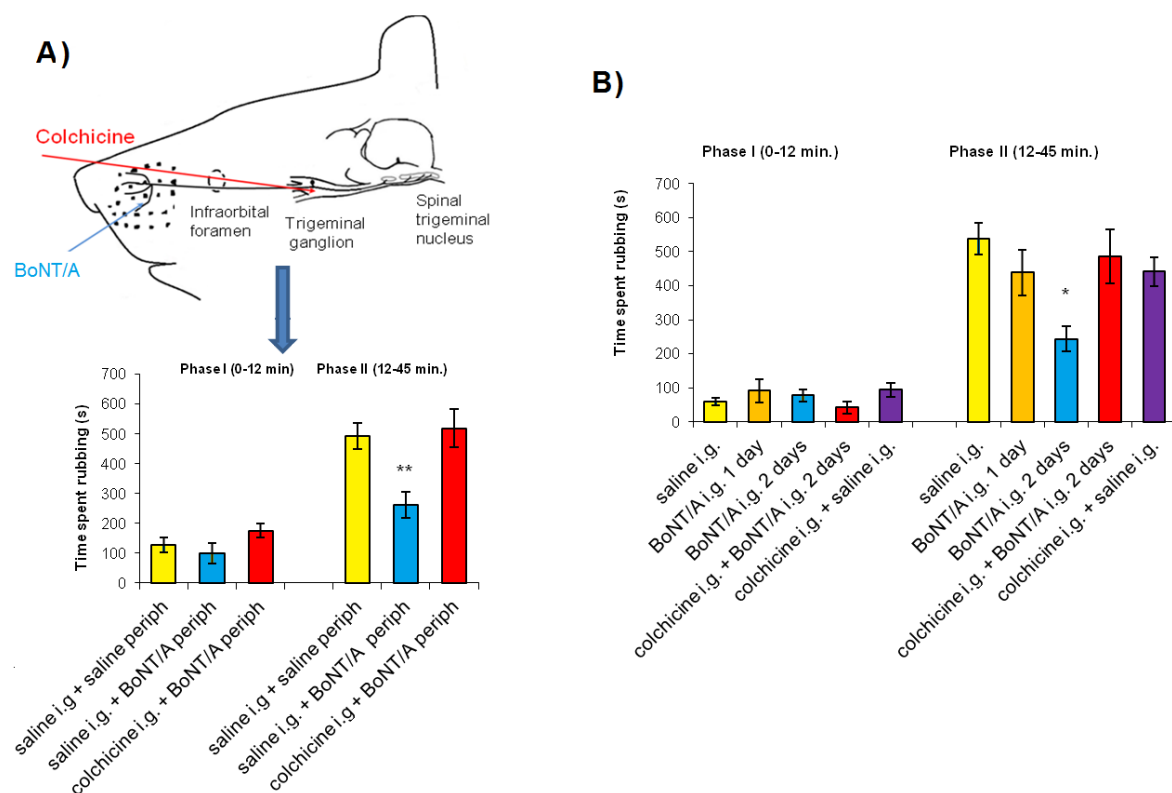 A)
Colchicine
Infraorbital
foramen
Trigeminal
ganglion
Spinal
trigeminal
nucleus
BoNT/A
Phase I (0-12 min)
Phase II (12-45 min.)
Time spent rubbing (s)
700
600
500
400
300
200
100
0
saline i.g + saline periph
saline i.g. + BoNT/A periph
colchicine i.g. + BoNT/A periph
saline i.g + saline periph
saline i.g. + BoNT/A periph
colchicine i.g + BoNT/A periph
**
B)
Phase I (0-12 min.)
Phase II (12-45 min.)
Time spent rubbing (s)
700
600
500
400
300
200
100
0
*
saline i.g.
BoNT/A i.g. 1 day
BoNT/A i.g. 2 days
colchicine i.g. + BoNT/A i.g. 2 days
colchicine i.g. + saline i.g.
saline i.g.
BoNT/A i.g. 1 day
BoNT/A i.g. 2 days
colchicine i.g. + BoNT/A i.g. 2 days
colchicine i.g. + saline i.g.